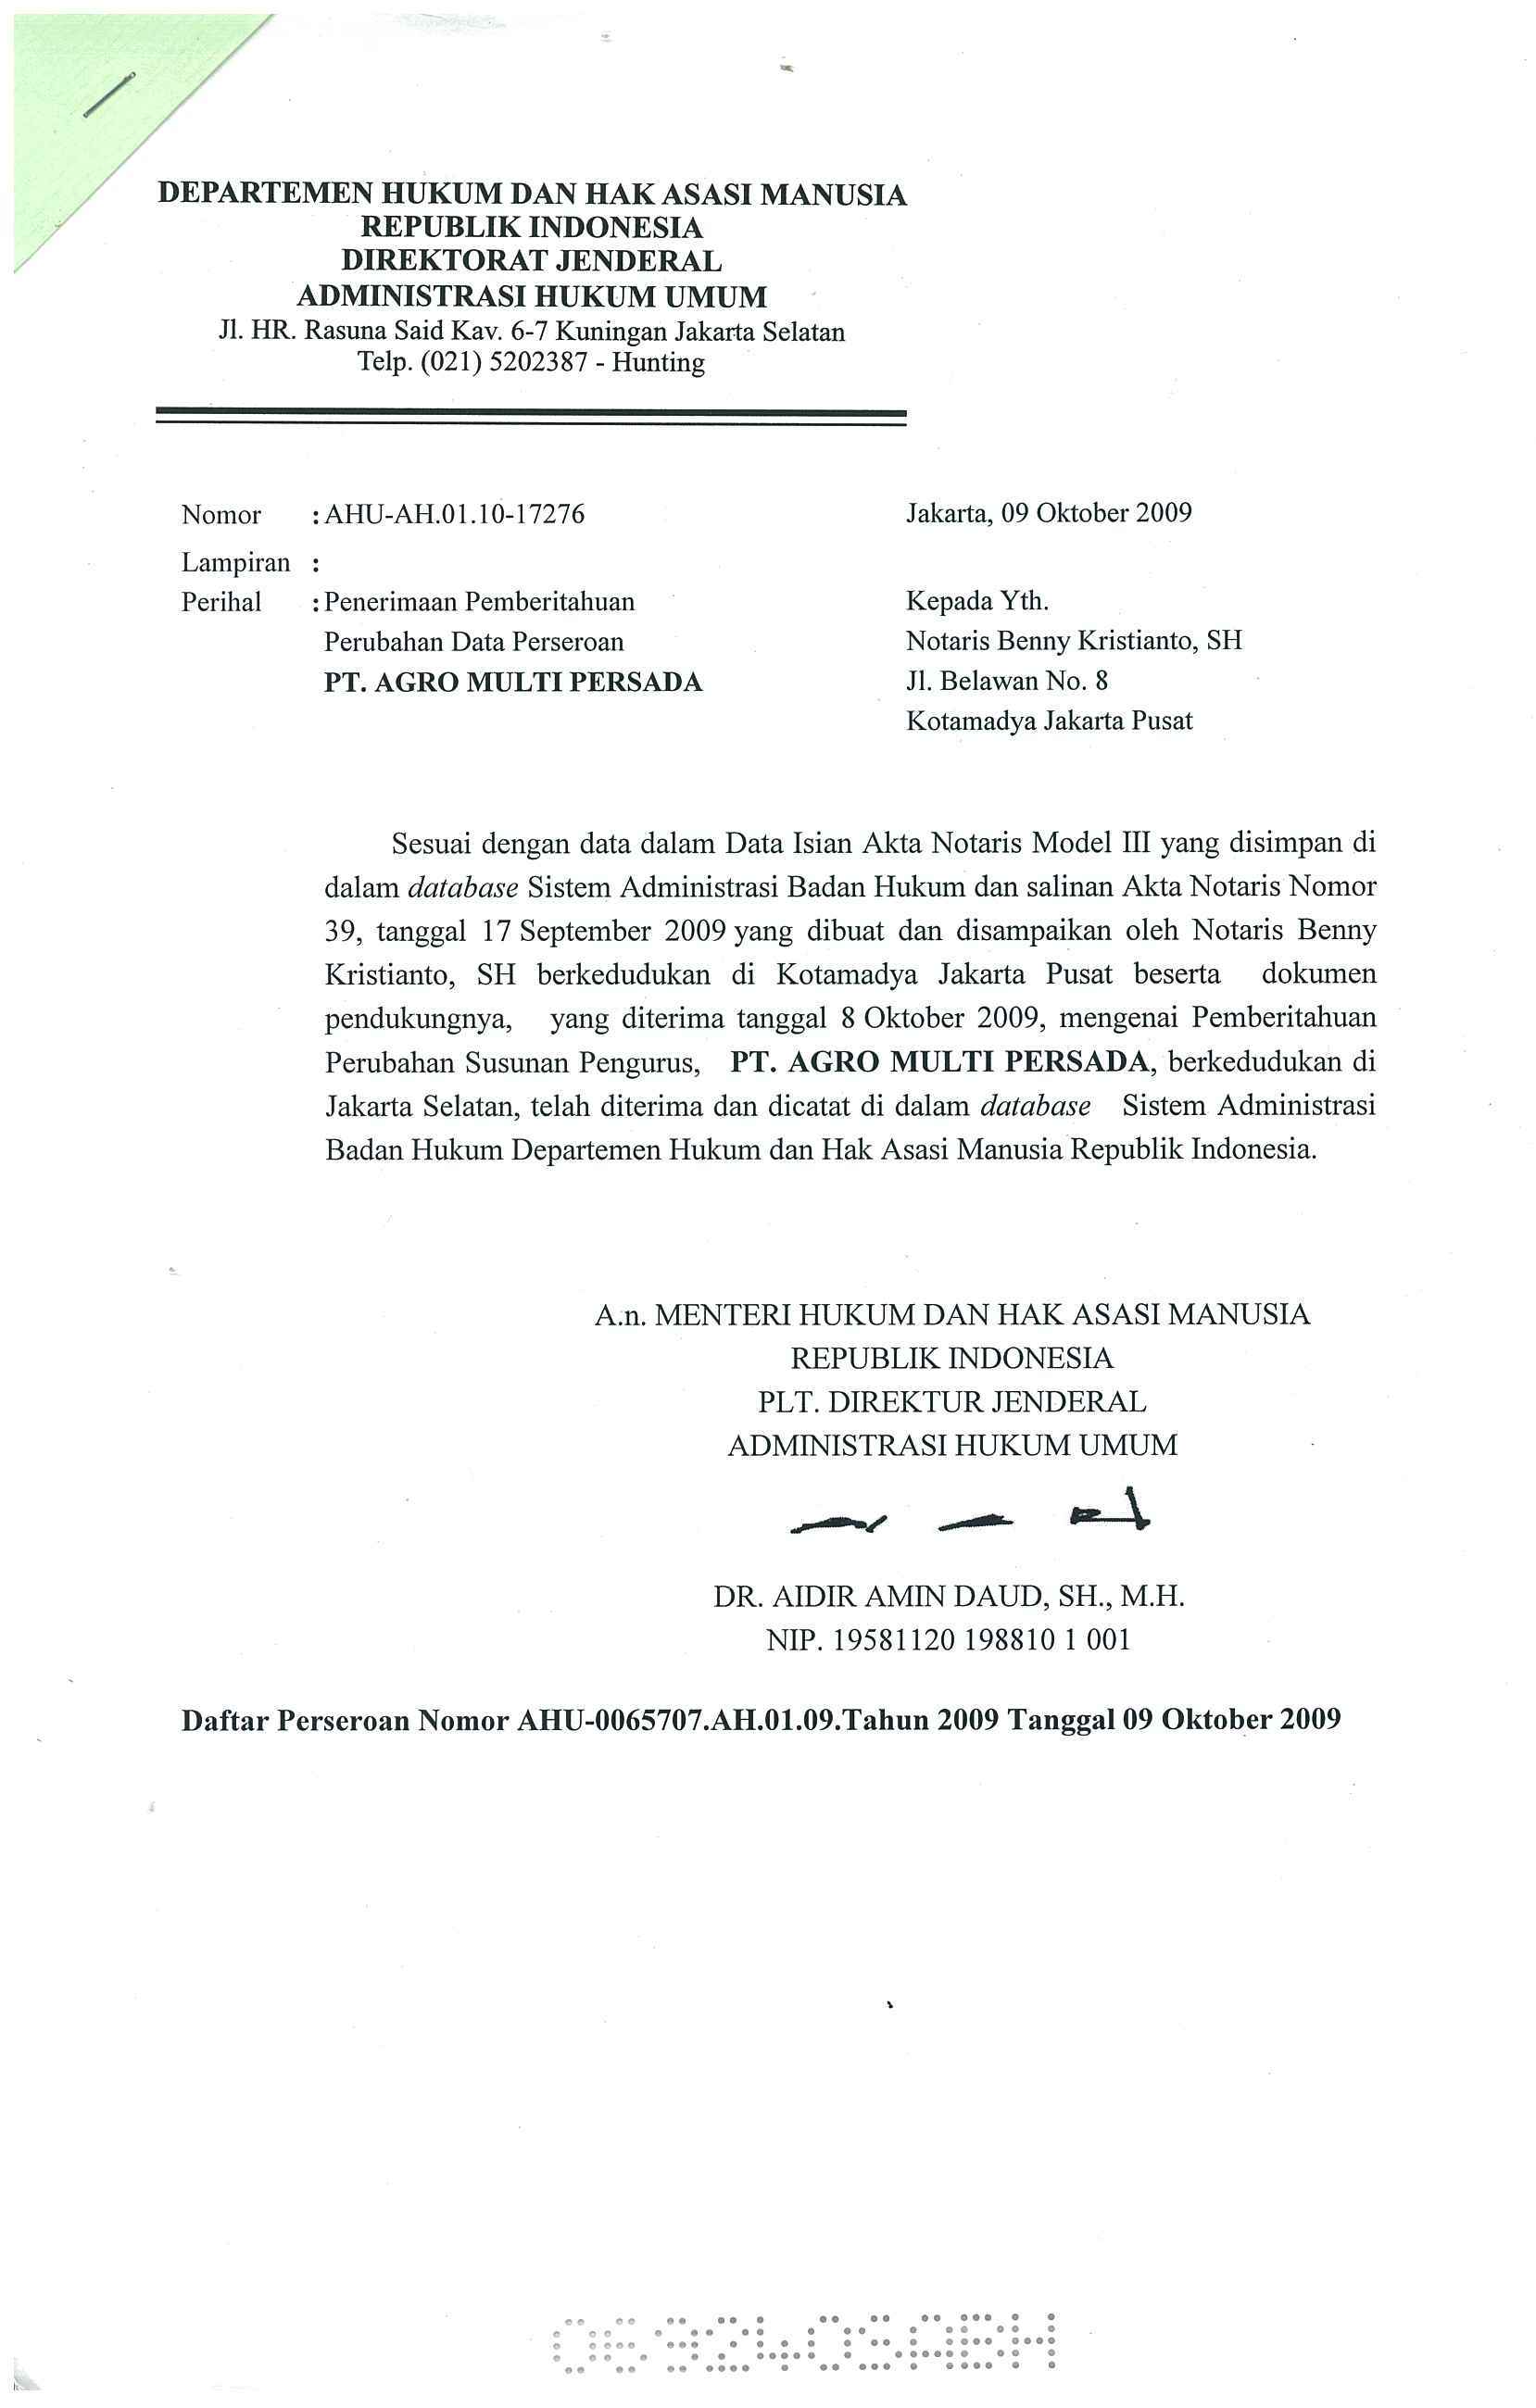 DEPARTEMEN HUKUM DAN HAK ASASI MANUSIA
REPUBLIK INDONESIA
DIREKTORAT JENDERAL
ADMINISTRASI HUKUM UMUM
Jl. HR. Rasuna Said Kav. 6-7 Kuningan Jakarta Selatan
Telp. (021) 5202387 - Hunting
Nomor : AHU-AH.01.10-17276
Lampiran :
Perihal : Penerimaan Pemberitahuan
Perubahan Data Perseroan
PT. AGRO MULTI PERSADA
Jakarta, 09 Oktober 2009
Kepada Yth.
Notaris Benny Kristianto, SH
Jl. Belawan No. 8
Kotamadya Jakarta Pusat
Sesuai dengan data dalam Data Isian Akta Notaris Model III yang disimpan di
dalam database Sistem Administrasi Badan Hukum dan salinan Akta Notaris Nomor
39, tanggal 17 September 2009 yang dibuat dan disampaikan oleh Notaris Benny
Kristianto, SH berkedudukan di Kotamadya Jakarta Pusat beserta dokumen
pendukungnya, yang diterima tanggal 8 Oktober 2009, mengenai Pemberitahuan
Perubahan Susunan Pengurus, PT. AGRO MULTI PERSADA, berkedudukan di
Jakarta Selatan, telah diterima dan dicatat di dalam database Sistem Administrasi
Badan Hukum Departemen Hukum dan Hak Asasi Manusia Republik Indonesia.
A.n. MENTERI HUKUM DAN HAK ASASI MANUSIA
REPUBLIK INDONESIA
PLT. DIREKTUR JENDERAL
ADMINISTRASI HUKUM UMUM
DR. AIDIR AMIN DAUD, SH., M.H.
NIP. 19581120 198810 1 001
Daftar Perseroan Nomor AHU-0065707.AH.01.09.Tahun 2009 Tanggal 09 Oktober 2009